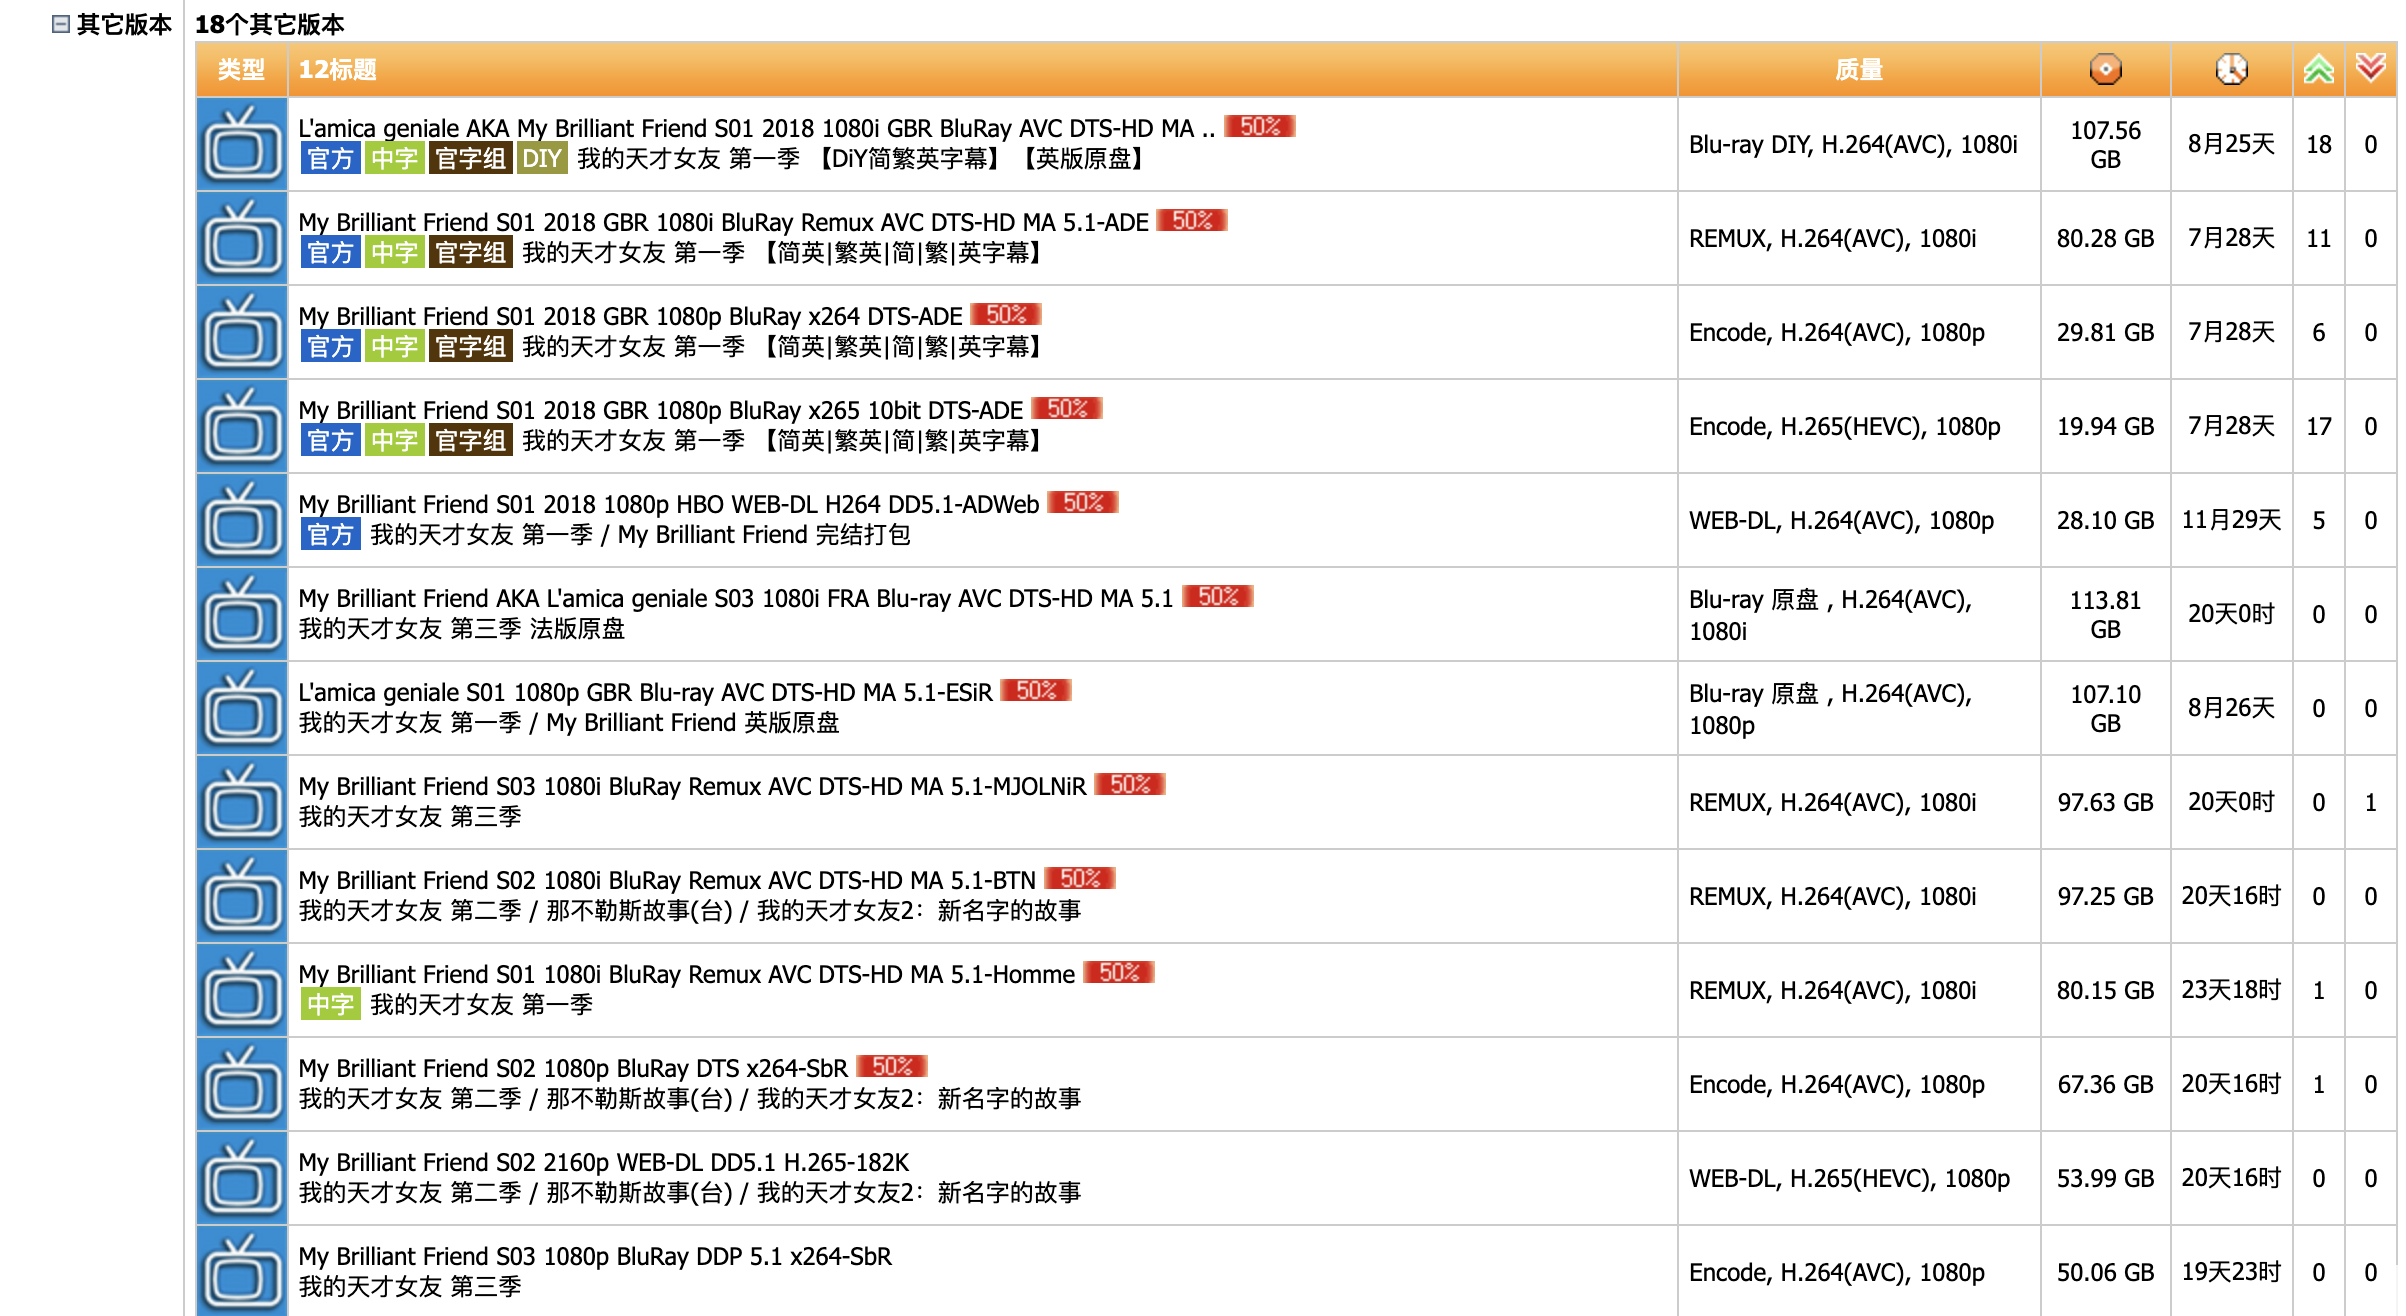 其它版本
18个其它版本
类型 12标题 质量
L'amica geniale AKA My Brilliant Friend S01 2018 1080i GBR BluRay AVC DTS-HD MA .. 50%
官方 中字 官字组 DIY 我的天才女友 第一季 【DiY简繁英字幕】【英版原盘】
Blu-ray DIY, H.264(AVC), 1080i
107.56
GB
8月25天 18 0
My Brilliant Friend S01 2018 GBR 1080i BluRay Remux AVC DTS-HD MA 5.1-ADE 50%
官方 中字 官字组 我的天才女友 第一季 【简英|繁英|简|繁|英字幕】
REMUX, H.264(AVC), 1080i 80.28 GB 7月28天 11 0
My Brilliant Friend S01 2018 GBR 1080p BluRay x264 DTS-ADE 50%
官方 中字 官字组 我的天才女友 第一季 【简英|繁英|简|繁|英字幕】
Encode, H.264(AVC), 1080p 29.81 GB 7月28天 6 0
My Brilliant Friend S01 2018 GBR 1080p BluRay x265 10bit DTS-ADE 50%
官方 中字 官字组 我的天才女友 第一季 【简英|繁英|简|繁|英字幕】
Encode, H.265(HEVC), 1080p 19.94 GB 7月28天 17 0
My Brilliant Friend S01 2018 1080p HBO WEB-DL H264 DD5.1-ADWeb 50%
官方 我的天才女友 第一季 / My Brilliant Friend 完结打包
WEB-DL, H.264(AVC), 1080p 28.10 GB 11月29天 5 0
My Brilliant Friend AKA L'amica geniale S03 1080i FRA Blu-ray AVC DTS-HD MA 5.1 50%
我的天才女友 第三季 法版原盘
Blu-ray 原盘 , H.264(AVC),
1080i
113.81
GB
20天0时 0 0
L'amica geniale S01 1080p GBR Blu-ray AVC DTS-HD MA 5.1-ESiR 50%
我的天才女友 第一季 / My Brilliant Friend 英版原盘
Blu-ray 原盘 , H.264(AVC),
1080p
107.10
GB
8月26天 0 0
My Brilliant Friend S03 1080i BluRay Remux AVC DTS-HD MA 5.1-MJOLNiR 50%
我的天才女友 第三季
REMUX, H.264(AVC), 1080i 97.63 GB 20天0时 0 1
My Brilliant Friend S02 1080i BluRay Remux AVC DTS-HD MA 5.1-BTN 50%
我的天才女友 第二季 / 那不勒斯故事(台) / 我的天才女友2：新名字的故事
REMUX, H.264(AVC), 1080i 97.25 GB 20天16时 0 0
My Brilliant Friend S01 1080i BluRay Remux AVC DTS-HD MA 5.1-Homme 50%
中字 我的天才女友 第一季
REMUX, H.264(AVC), 1080i 80.15 GB 23天18时 1 0
My Brilliant Friend S02 1080p BluRay DTS x264-SbR 50%
我的天才女友 第二季 / 那不勒斯故事(台) / 我的天才女友2：新名字的故事
Encode, H.264(AVC), 1080p 67.36 GB 20天16时 1 0
My Brilliant Friend S02 2160p WEB-DL DD5.1 H.265-182K
我的天才女友 第二季 / 那不勒斯故事(台) / 我的天才女友2：新名字的故事
WEB-DL, H.265(HEVC), 1080p 53.99 GB 20天16时 0 0
My Brilliant Friend S03 1080p BluRay DDP 5.1 x264-SbR
我的天才女友 第三季
Encode, H.264(AVC), 1080p 50.06 GB 19天23时 0 0